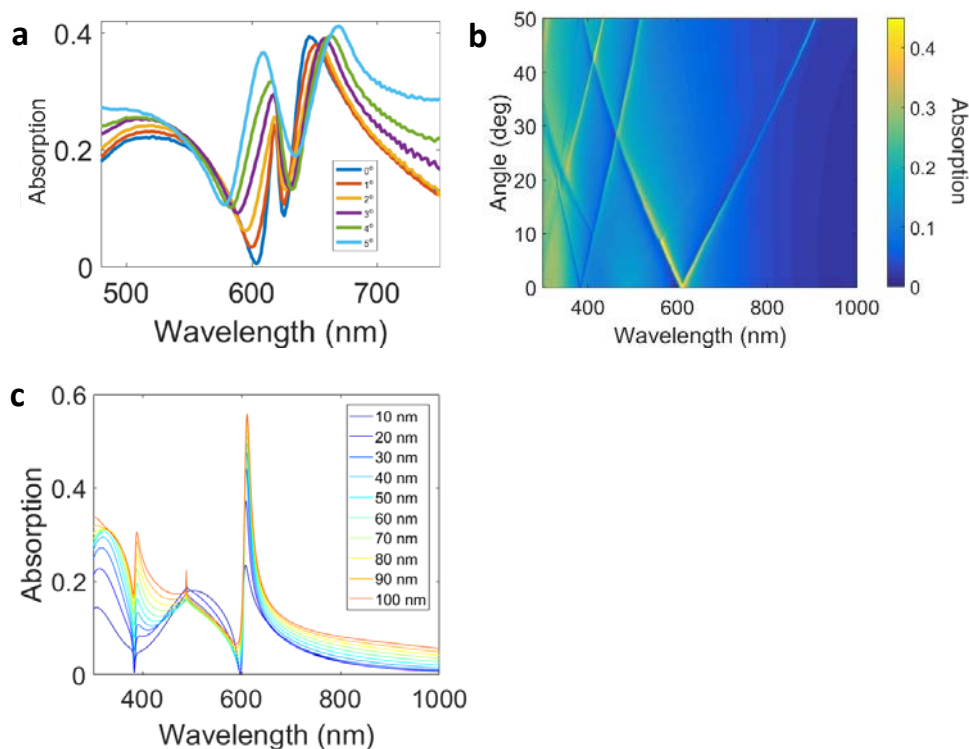 a
0.4
0.2
0
Absorption
500
600
700
Wavelength (nm)
0°
1°
2°
3°
4°
5°
b
50
40
30
20
10
0
Angle (deg)
400
600
800
1000
Wavelength (nm)
0.4
0.3
0.2
0.1
0
Absorption
c
0.6
0.4
0.2
0
Absorption
400
600
800
1000
Wavelength (nm)
10 nm
20 nm
30 nm
40 nm
50 nm
60 nm
70 nm
80 nm
90 nm
100 nm